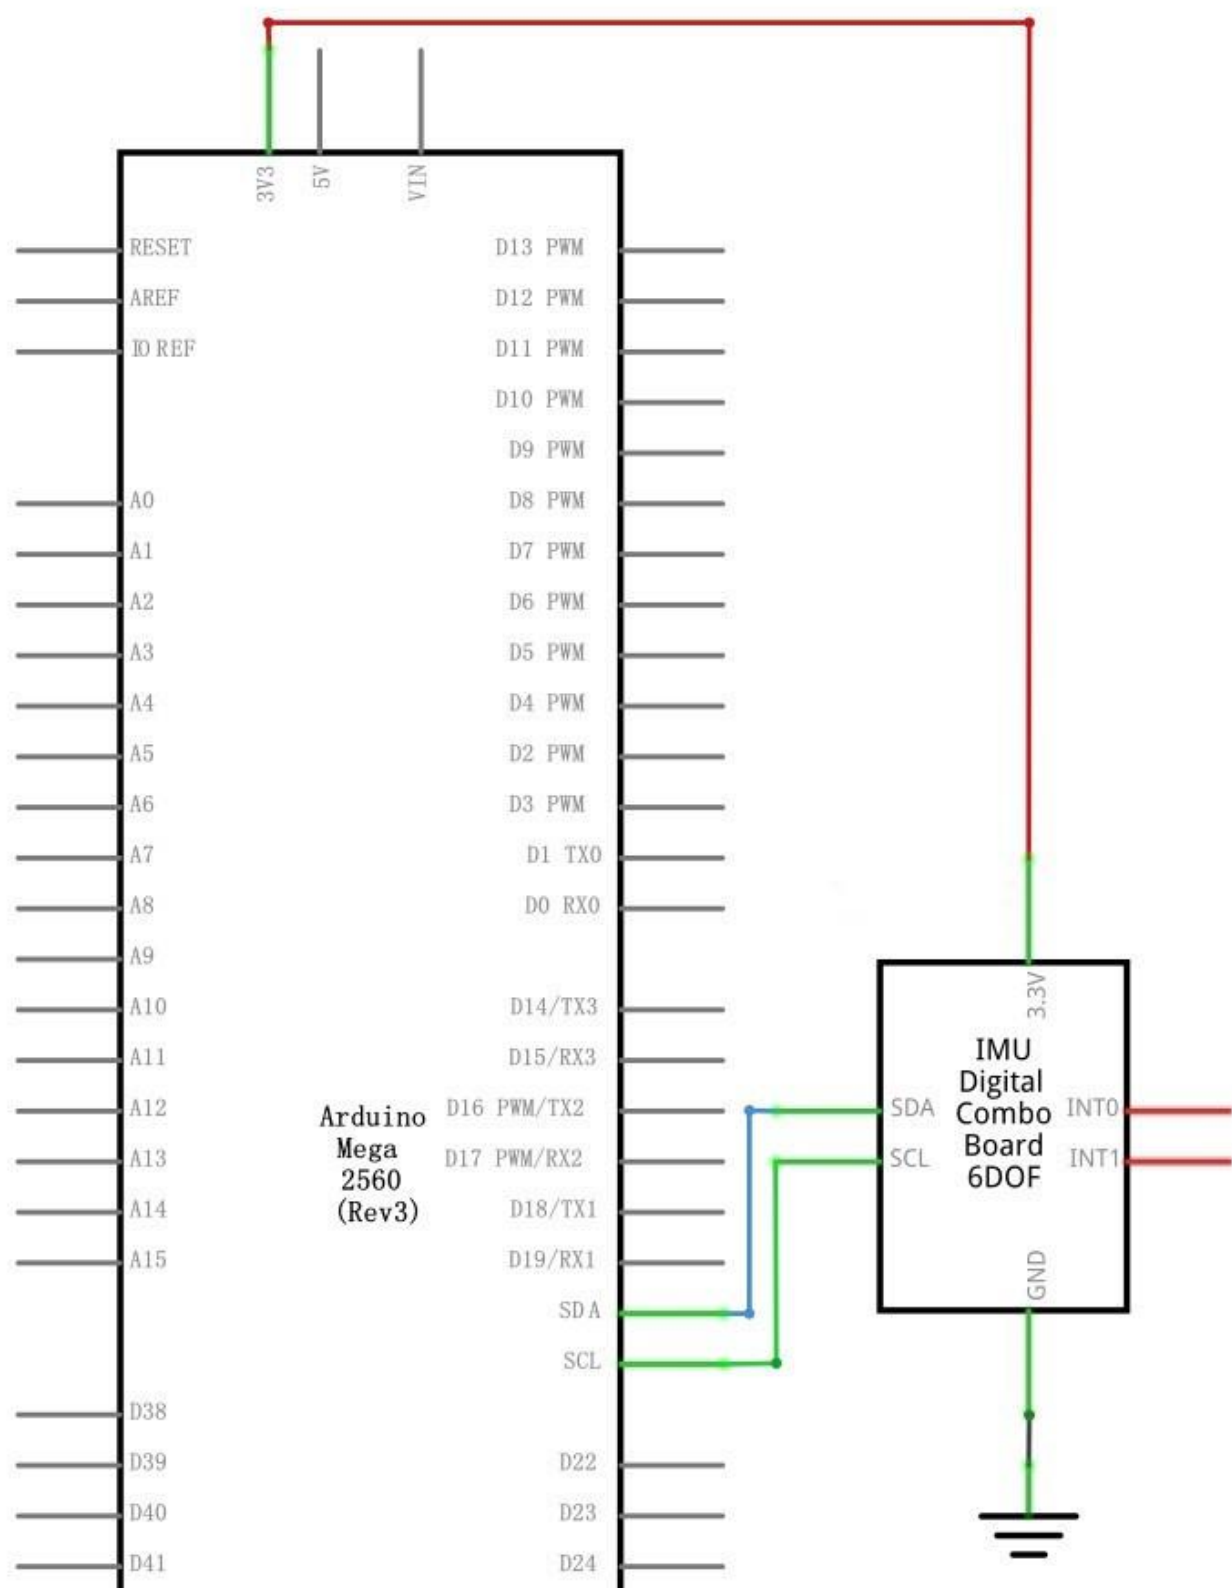 3V3
5V
VIN
RESET
AREF
IO REF
A0
A1
A2
A3
A4
A5
A6
A7
A8
A9
A10
A11
A12
A13
A14
A15
D38
D39
D40
D41
D13 PWM
D12 PWM
D11 PWM
D10 PWM
D9 PWM
D8 PWM
D7 PWM
D6 PWM
D5 PWM
D4 PWM
D2 PWM
D3 PWM
D1 TX0
D0 RX0
D14/TX3
D15/RX3
D16 PWM/TX2
D17 PWM/RX2
D18/TX1
D19/RX1
SDA
SCL
D22
D23
D24
Arduino
Mega
2560
(Rev3)
3.3V
IMU
Digital
Combo
Board
6DOF
SDA
SCL
INT0
INT1
GND